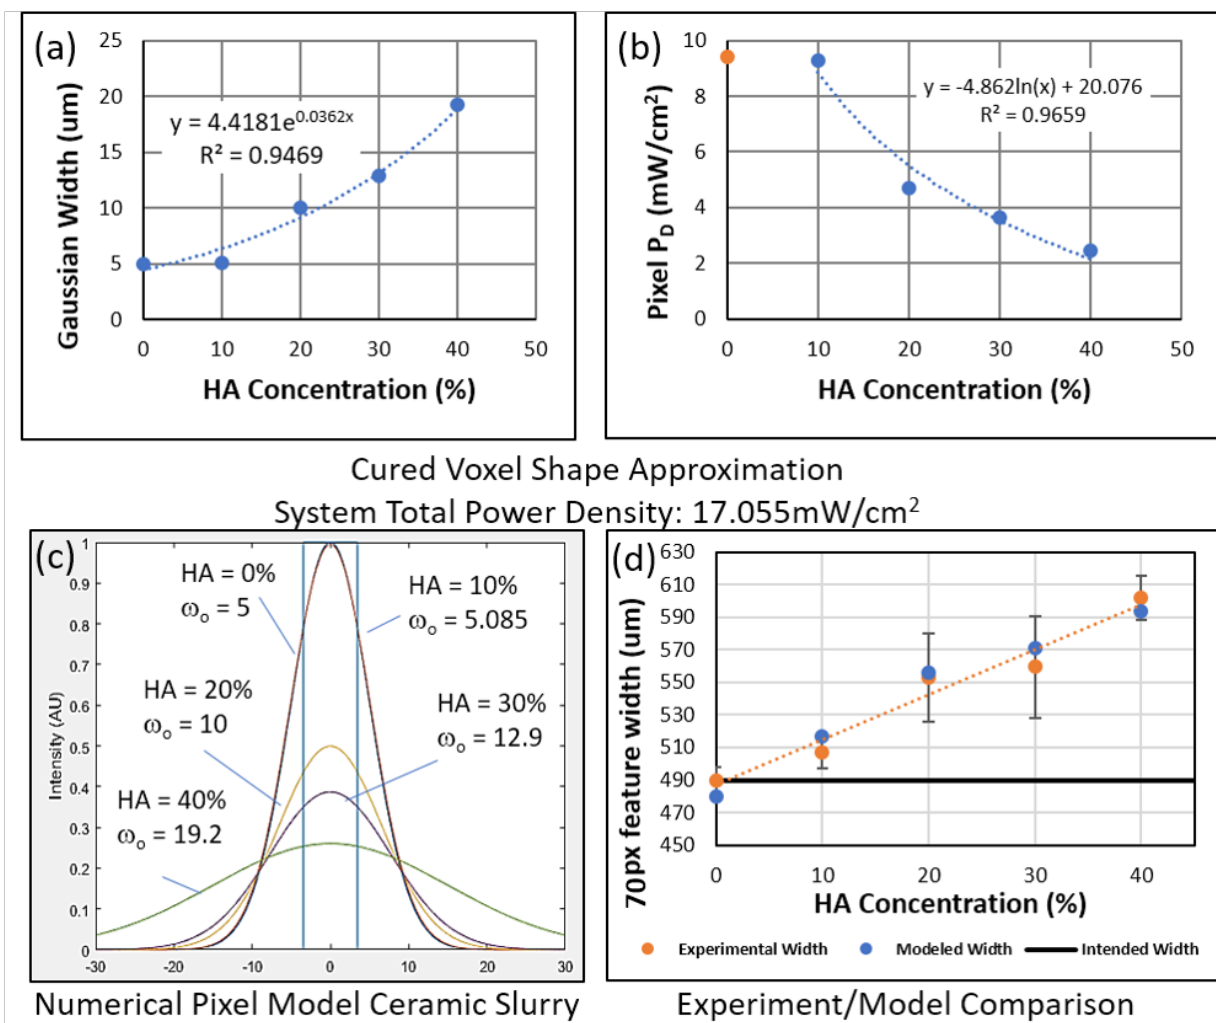 (a)
25
20
15
10
5
0
Gaussian Width (um)
y = 4.4181e^0.0362x
R² = 0.9469
0 10 20 30 40 50
HA Concentration (%)
(b)
10
8
6
4
2
0
Pixel P_D (mW/cm²)
y = -4.862ln(x) + 20.076
R² = 0.9659
0 10 20 30 40 50
HA Concentration (%)
Cured Voxel Shape Approximation
System Total Power Density: 17.055mW/cm²
(c)
1
0.9
0.8
0.7
0.6
0.5
0.4
0.3
0.2
0.1
0
Intensity (AU)
HA = 0%
ω_o = 5
HA = 10%
ω_o = 5.085
HA = 20%
ω_o = 10
HA = 30%
ω_o = 12.9
HA = 40%
ω_o = 19.2
-30 -20 -10 0 10 20 30
Numerical Pixel Model Ceramic Slurry
(d)
630
610
590
570
550
530
510
490
470
450
70px feature width (um)
0 10 20 30 40
HA Concentration (%)
Experimental Width Modeled Width Intended Width
Experiment/Model Comparison